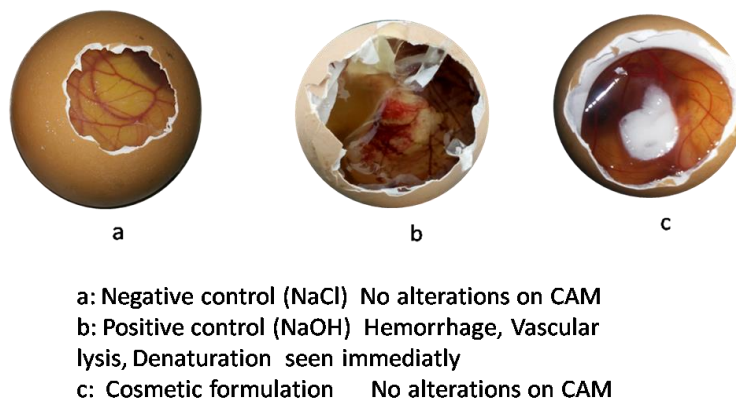 a
b
c
a: Negative control (NaCl) No alterations on CAM
b: Positive control (NaOH) Hemorrhage, Vascular
lysis, Denaturation seen immediatly
c: Cosmetic formulation No alterations on CAM